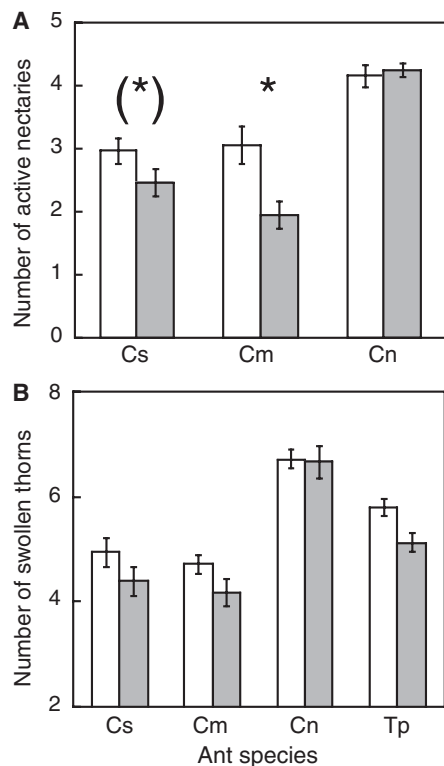 A
Number of active nectaries
5
4
3
2
1
0
(*)
*
Cs Cm Cn
B
Number of swollen thorns
8
6
4
2
Cs Cm Cn Tp
Ant species